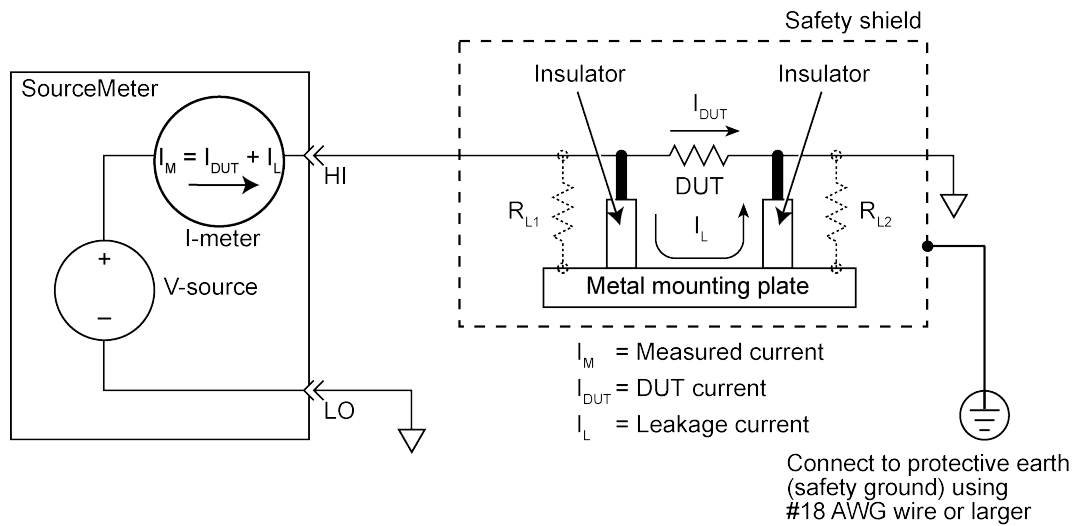 Safety shield
SourceMeter
Insulator
Insulator
I_DUT
I_M = I_DUT + I_L
HI
DUT
R_L1
I_L
R_L2
I-meter
+
V-source
Metal mounting plate
−
I_M = Measured current
I_DUT = DUT current
LO
I_L = Leakage current
Connect to protective earth
(safety ground) using
#18 AWG wire or larger